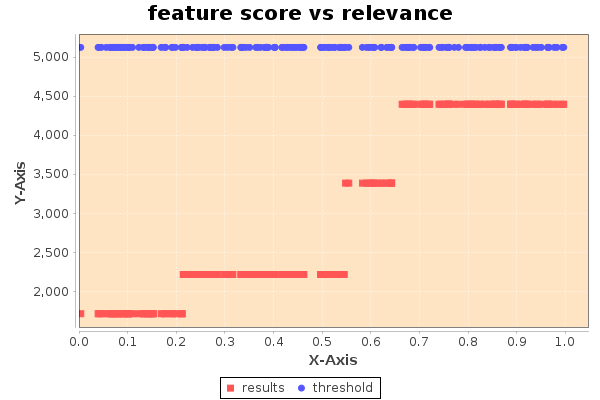 feature score vs relevance
5,000
4,500
4,000
3,500
3,000
2,500
2,000
Y-Axis
0.0 0.1 0.2 0.3 0.4 0.5 0.6 0.7 0.8 0.9 1.0
X-Axis
results threshold